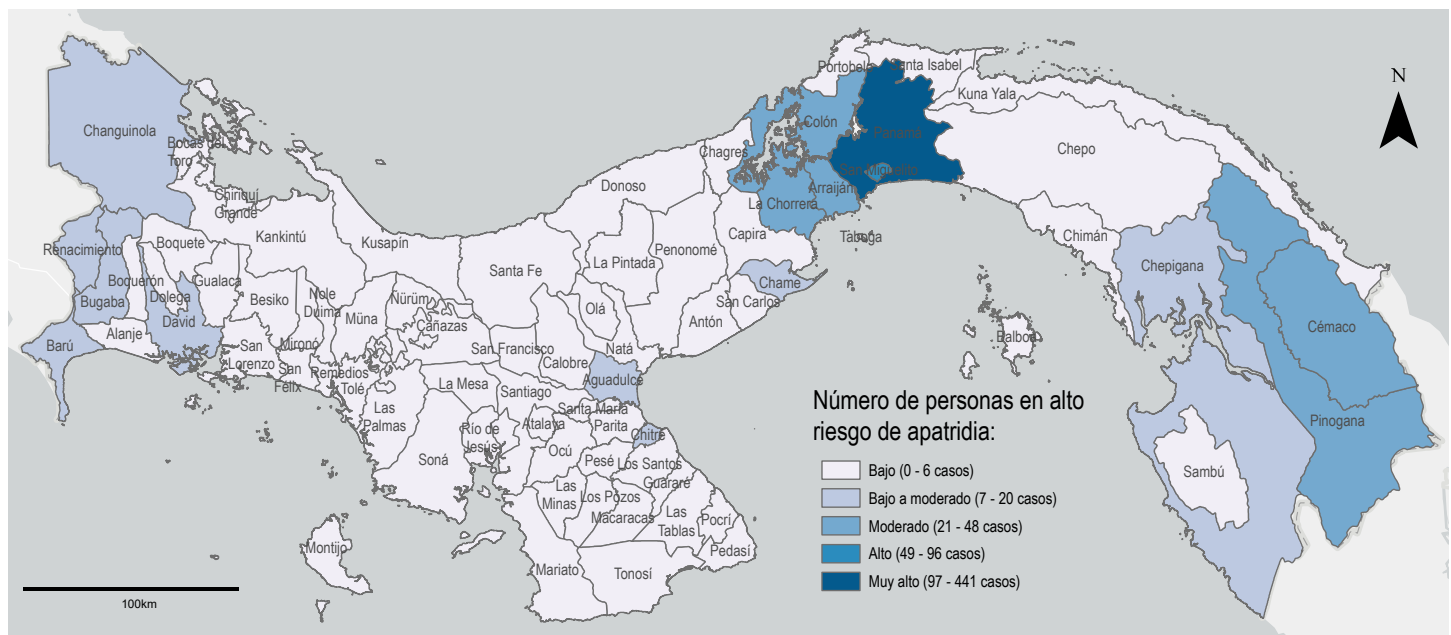 Portobelo
Santa Isabel
Kuna Yala
N
Changuinola
Bocas del
Toro
Colón
Panamá
Chepo
Chagres
San Miguelito
Donoso
Arraiján
Chiriquí
Grande
La Chorrera
Kankintú
Kusapín
Renacimiento
Boquete
Penonomé
Capira
Taboga
Chimán
Santa Fe
La Pintada
Chepigana
Boquerón
Gualaca
Chame
Dolega
Bugaba
Besiko
Nole
Duima
Ñürüm
Olá
San Carlos
David
Müna
Cañazas
Antón
Cémaco
Alanje
Barú
San
Lorenzo
Mironó
San Francisco
Natá
Balboa
San
Félix
Remedios
Tolé
Calobre
Aguadulce
La Mesa
Santiago
Las
Palmas
Santa María
Atalaya
Parita
Río de
Jesús
Chitré
Pinogana
Ocú
Soná
Pesé
Los Santos
Sambú
Guararé
Las
Minas
Los Pozos
Macaracas
Las
Tablas
Pocrí
Montijo
Pedasí
Mariato
Tonosí
Número de personas en alto
riesgo de apatridia:
Bajo (0 - 6 casos)
Bajo a moderado (7 - 20 casos)
Moderado (21 - 48 casos)
Alto (49 - 96 casos)
Muy alto (97 - 441 casos)
100km